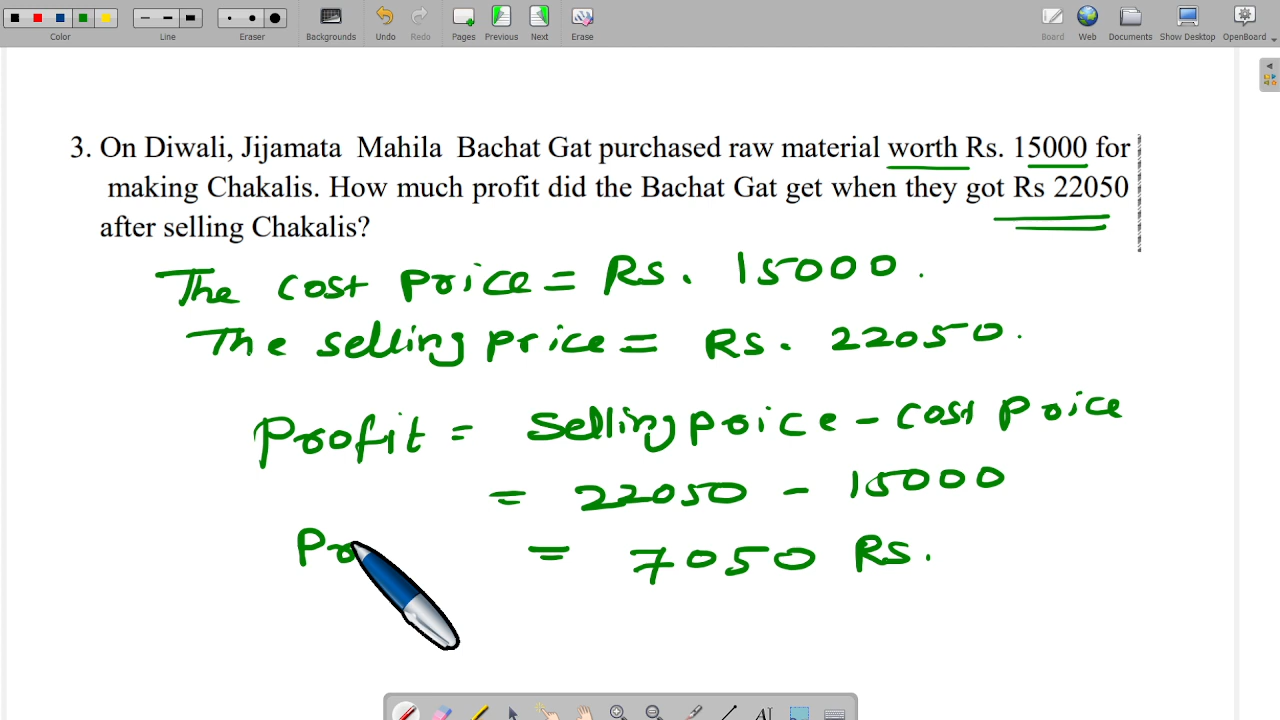 Color
Line
Eraser
Backgrounds
Undo
Redo
Pages
Previous
Next
Erase
Board
Web
Documents
Show Desktop
OpenBoard
3. On Diwali, Jijamata Mahila Bachat Gat purchased raw material worth Rs. 15000 for
making Chakalis. How much profit did the Bachat Gat get when they got Rs 22050
after selling Chakalis?
The cost price = Rs. 15000.
The selling price = Rs. 22050.
Profit = Selling price - cost price
= 22050 - 15000
Pro = 7050 Rs.